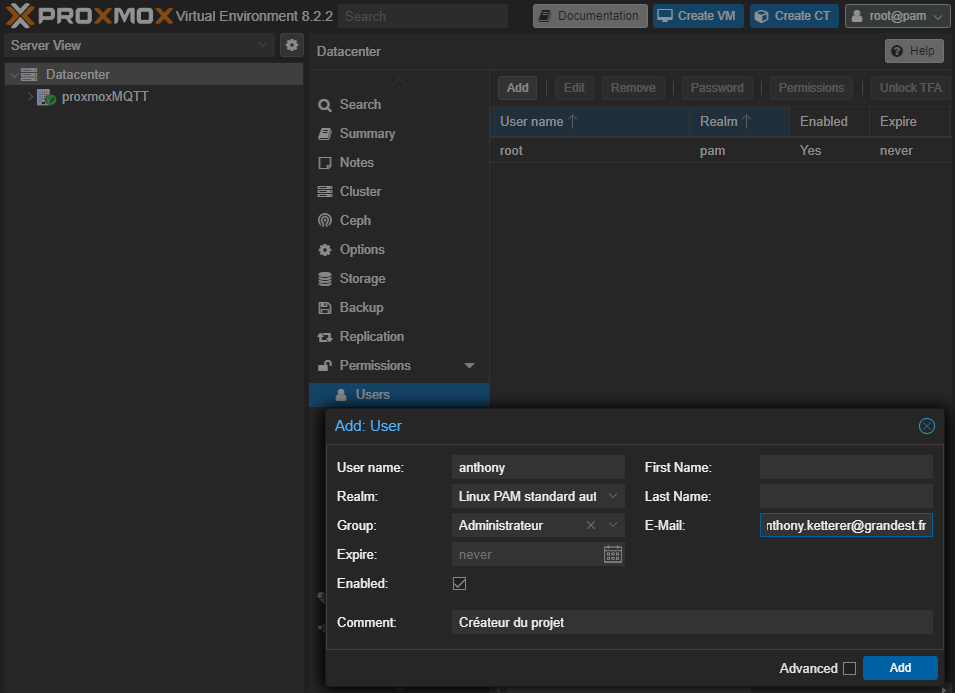 PROXMOX Virtual Environment 8.2.2 Search Documentation Create VM Create CT root@pam
Server View
Datacenter Help
Datacenter
proxmoxMQTT
Search
Summary
Notes
Cluster
Ceph
Options
Storage
Backup
Replication
Permissions
Users
Add Edit Remove Password Permissions Unlock TFA
User name Realm Enabled Expire
root pam Yes never
Add: User
User name: anthony First Name:
Realm: Linux PAM standard aut Last Name:
Group: Administrateur E-Mail: nthony.ketterer@grandest.fr
Expire: never
Enabled:
Comment: Créateur du projet
Advanced Add